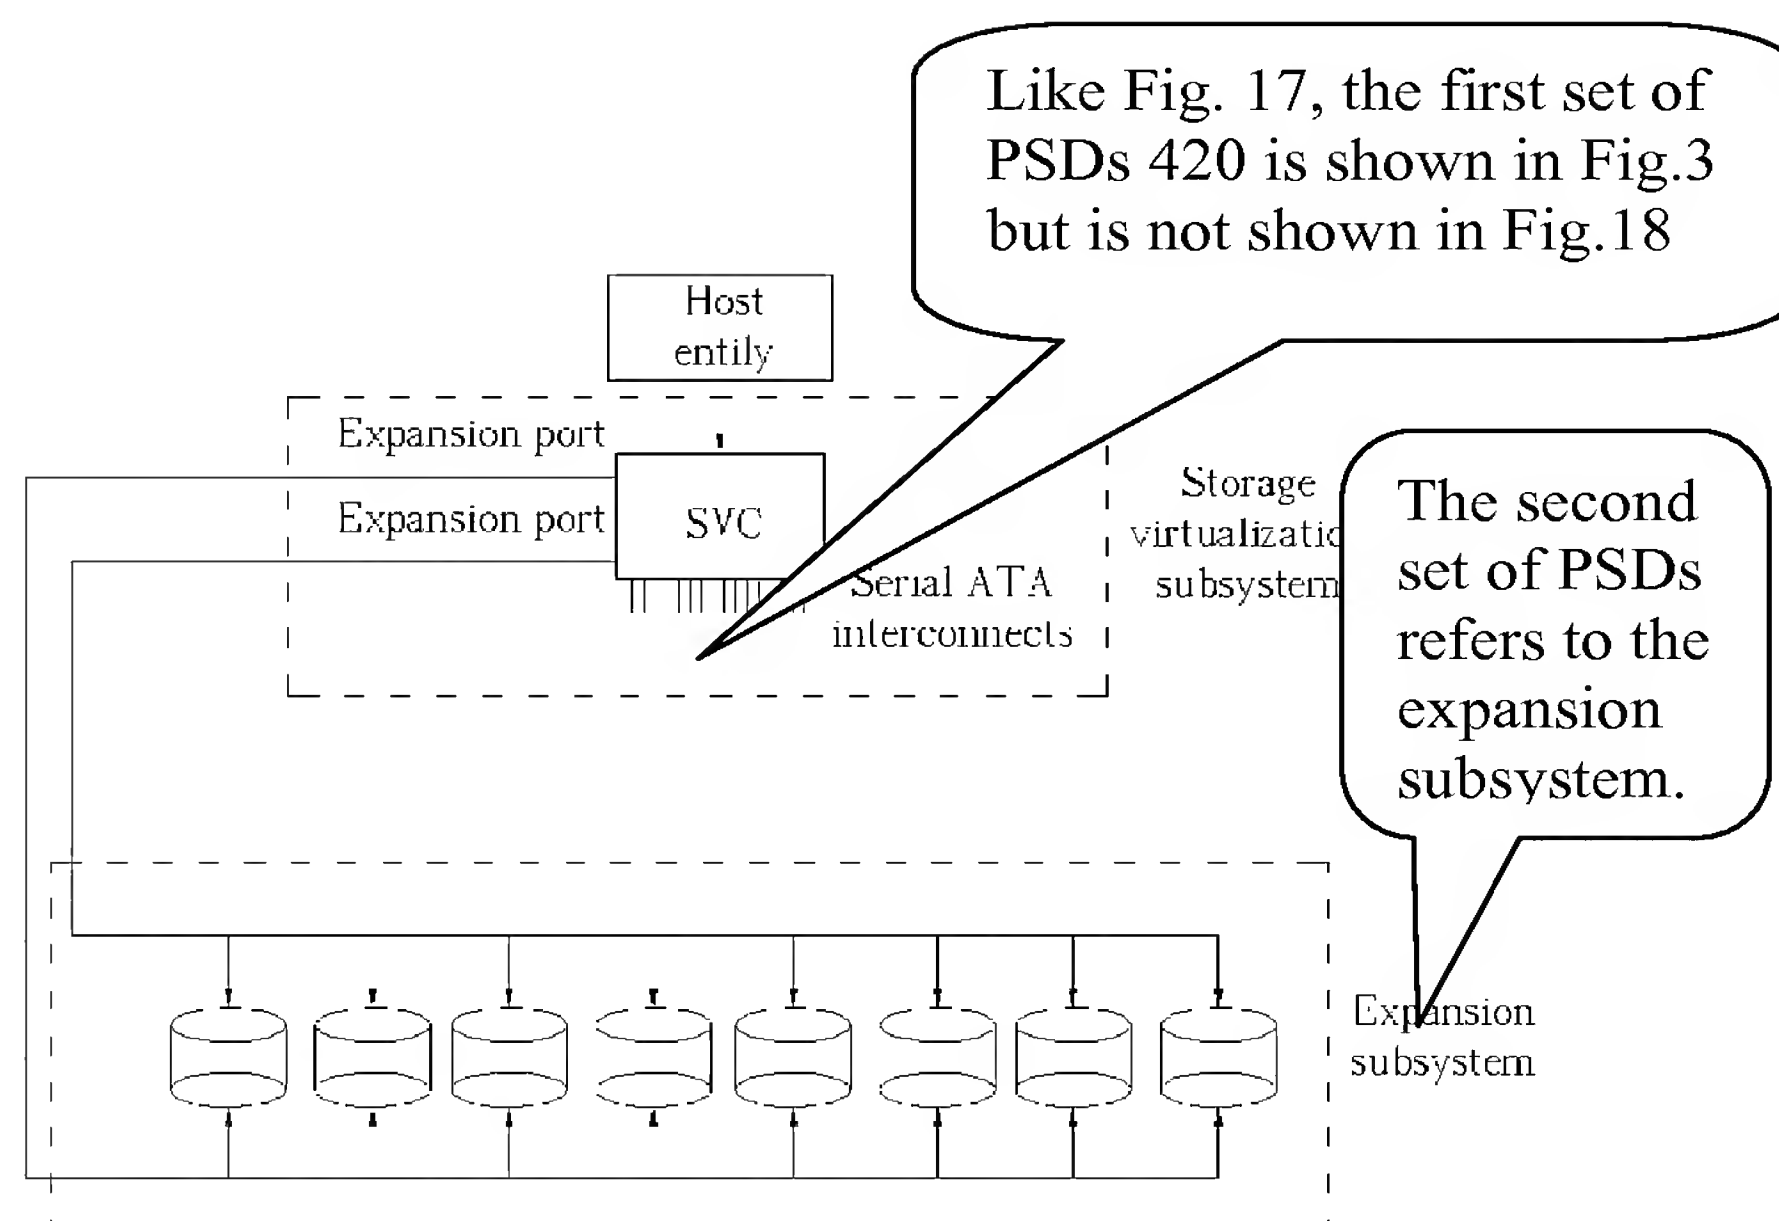 Like Fig. 17, the first set of
PSDs 420 is shown in Fig.3
but is not shown in Fig.18
Host
entily
Expansion port
Expansion port
SVC
Serial ATA
interconnects
Storage
virtualizatio
subsystem
The second
set of PSDs
refers to the
expansion
subsystem.
Expansion
subsystem